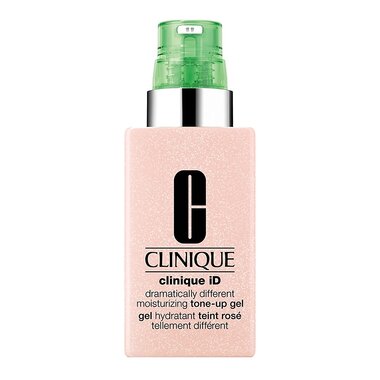 C
CLINIQUE
clinique iD
dramatically different
moisturizing tone-up gel
gel hydratant teint rosé
tellement différent